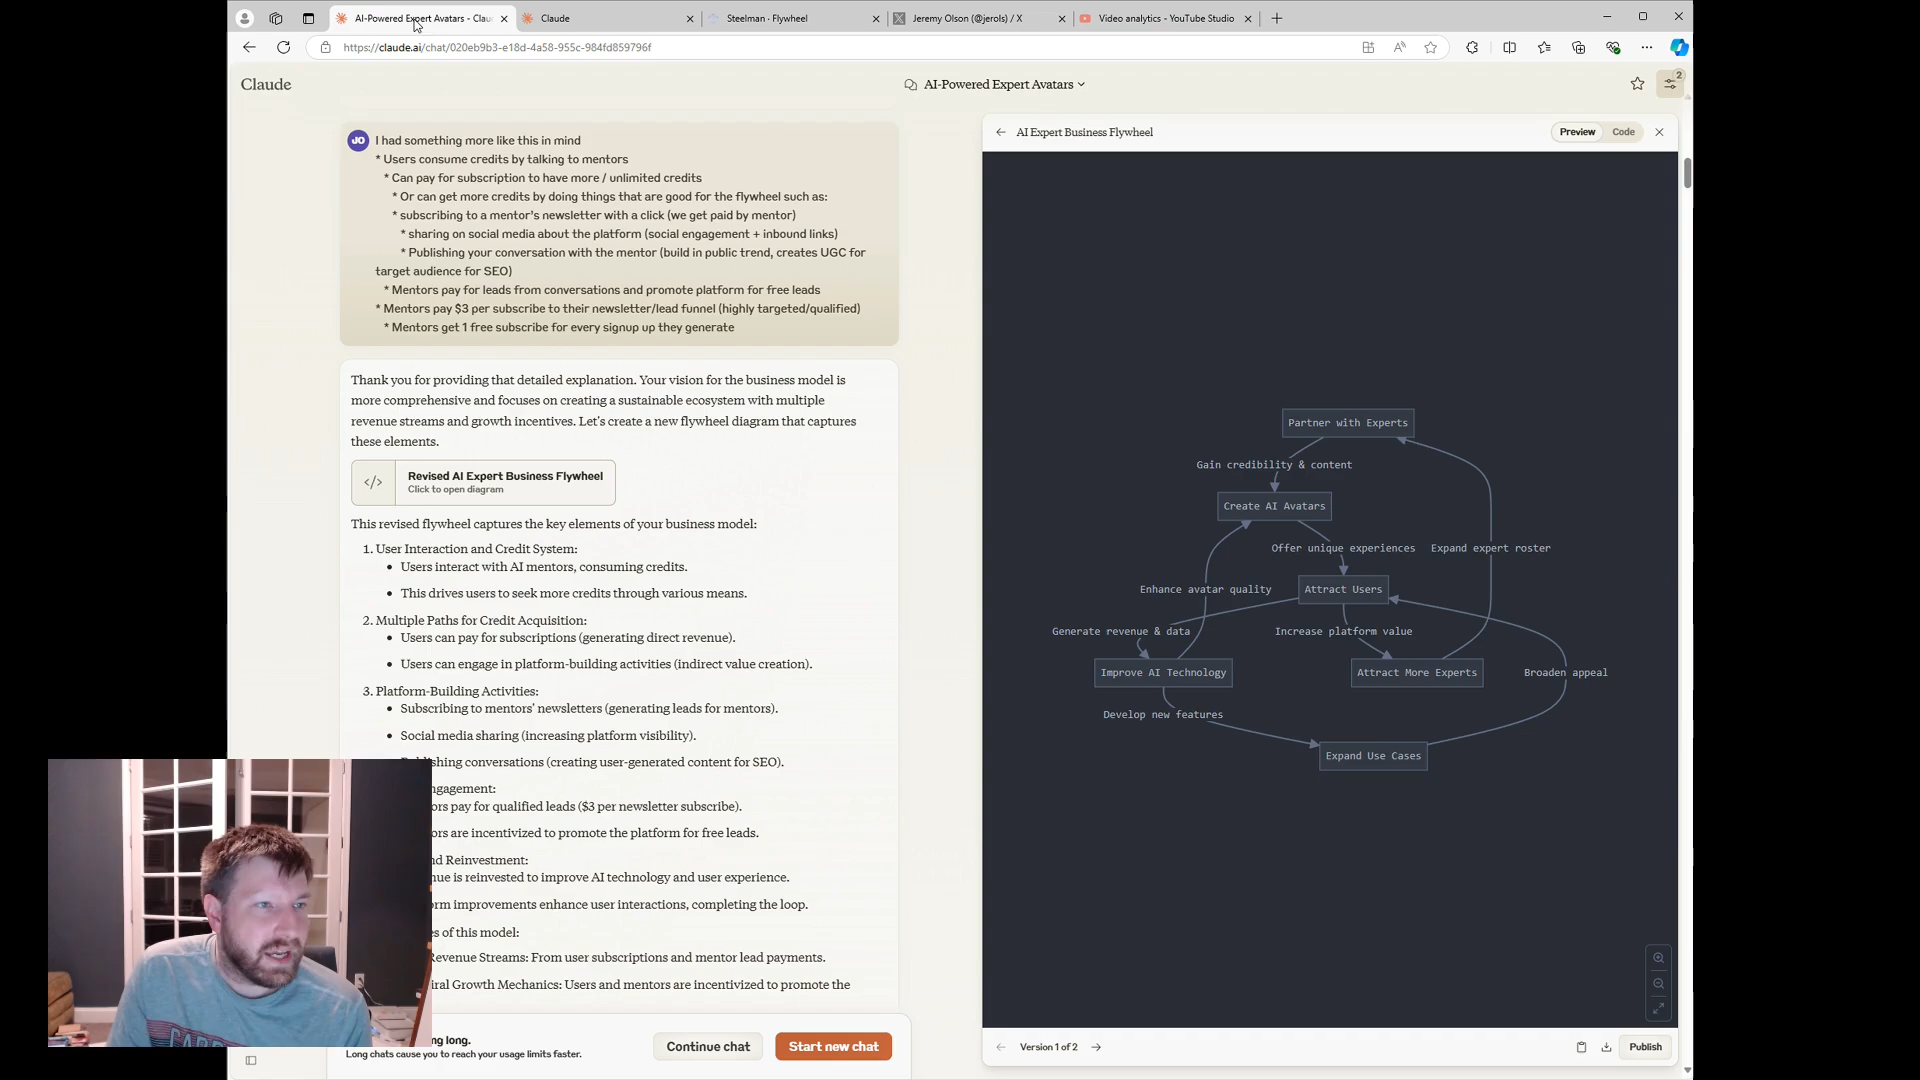 AI-Powered Expert Avatars - Clau
Claude
Steelman · Flywheel
Jeremy Olson (@jerols) / X
Video analytics - YouTube Studio
https://claude.ai/chat/020eb9b3-e18d-4a58-955c-984fd859796f
Claude
AI-Powered Expert Avatars
2
JO
I had something more like this in mind
* Users consume credits by talking to mentors
* Can pay for subscription to have more / unlimited credits
* Or can get more credits by doing things that are good for the flywheel such as:
* subscribing to a mentor's newsletter with a click (we get paid by mentor)
* sharing on social media about the platform (social engagement + inbound links)
* Publishing your conversation with the mentor (build in public trend, creates UGC for
target audience for SEO)
* Mentors pay for leads from conversations and promote platform for free leads
* Mentors pay $3 per subscribe to their newsletter/lead funnel (highly targeted/qualified)
* Mentors get 1 free subscribe for every signup up they generate
Thank you for providing that detailed explanation. Your vision for the business model is
more comprehensive and focuses on creating a sustainable ecosystem with multiple
revenue streams and growth incentives. Let's create a new flywheel diagram that captures
these elements.
</> Revised AI Expert Business Flywheel
Click to open diagram
This revised flywheel captures the key elements of your business model:
1. User Interaction and Credit System:
• Users interact with AI mentors, consuming credits.
• This drives users to seek more credits through various means.
2. Multiple Paths for Credit Acquisition:
• Users can pay for subscriptions (generating direct revenue).
• Users can engage in platform-building activities (indirect value creation).
3. Platform-Building Activities:
• Subscribing to mentors' newsletters (generating leads for mentors).
• Social media sharing (increasing platform visibility).
blishing conversations (creating user-generated content for SEO).
ngagement:
ors pay for qualified leads ($3 per newsletter subscribe).
ors are incentivized to promote the platform for free leads.
nd Reinvestment:
nue is reinvested to improve AI technology and user experience.
orm improvements enhance user interactions, completing the loop.
es of this model:
Revenue Streams: From user subscriptions and mentor lead payments.
iral Growth Mechanics: Users and mentors are incentivized to promote the
ng long.
Long chats cause you to reach your usage limits faster.
Continue chat
Start new chat
AI Expert Business Flywheel
Preview
Code
Partner with Experts
Gain credibility & content
Create AI Avatars
Offer unique experiences
Expand expert roster
Enhance avatar quality
Attract Users
Generate revenue & data
Increase platform value
Improve AI Technology
Attract More Experts
Broaden appeal
Develop new features
Expand Use Cases
Version 1 of 2
Publish